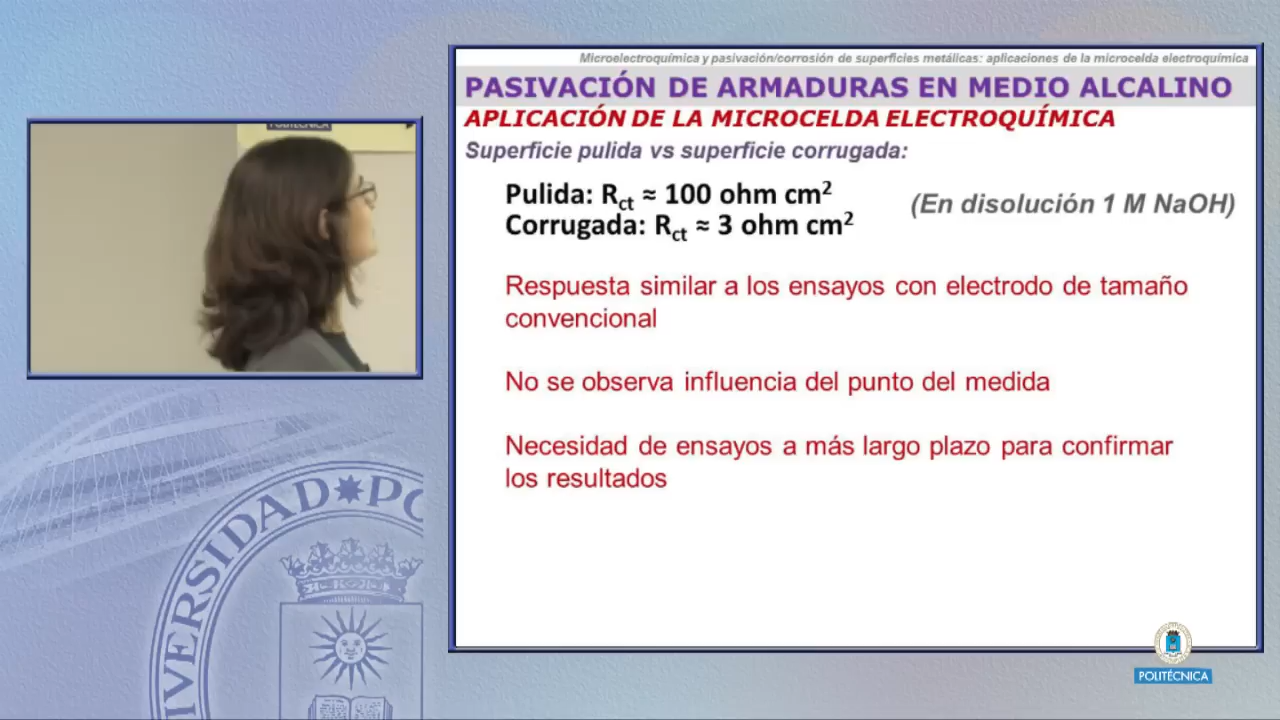 Microelectroquímica y pasivación/corrosión de superficies metálicas: aplicaciones de la microcelda electroquímica
PASIVACIÓN DE ARMADURAS EN MEDIO ALCALINO
APLICACIÓN DE LA MICROCELDA ELECTROQUÍMICA
Superficie pulida vs superficie corrugada:
Pulida: Rct ≈ 100 ohm cm²
(En disolución 1 M NaOH)
Corrugada: Rct ≈ 3 ohm cm²
Respuesta similar a los ensayos con electrodo de tamaño
convencional
No se observa influencia del punto del medida
Necesidad de ensayos a más largo plazo para confirmar
los resultados
POLITÉCNICA
POLITÉCNICA
VERSIDAD PO